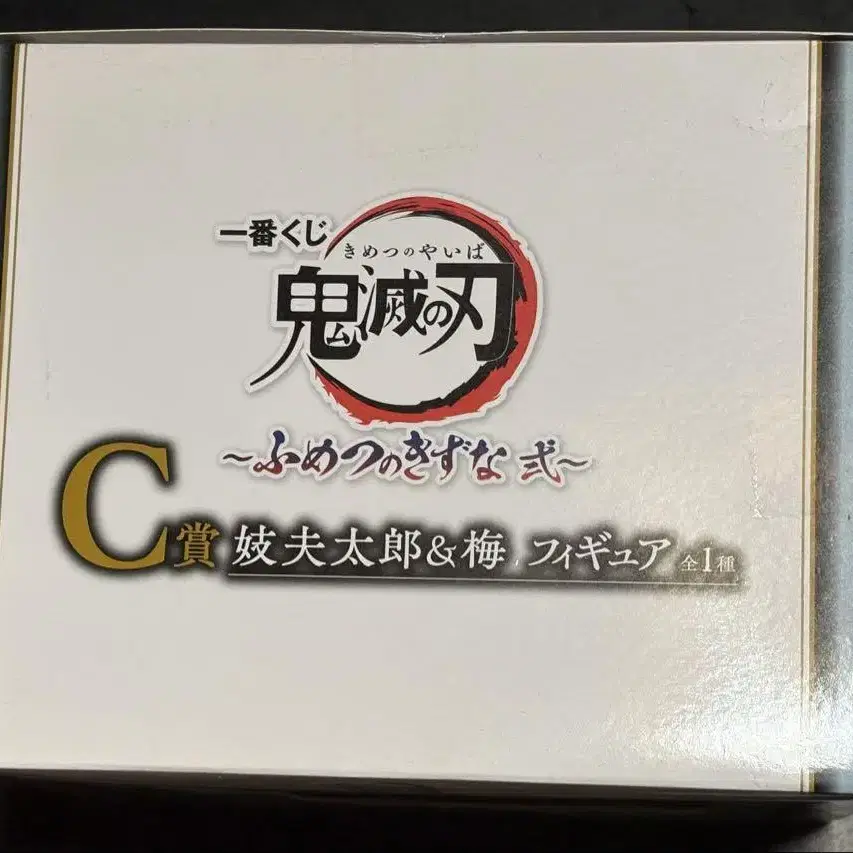 一番くじ
きめつのやいば
鬼滅の刃
～ふめつのきずな 弐～
C賞 妓夫太郎&梅 フィギュア 全1種